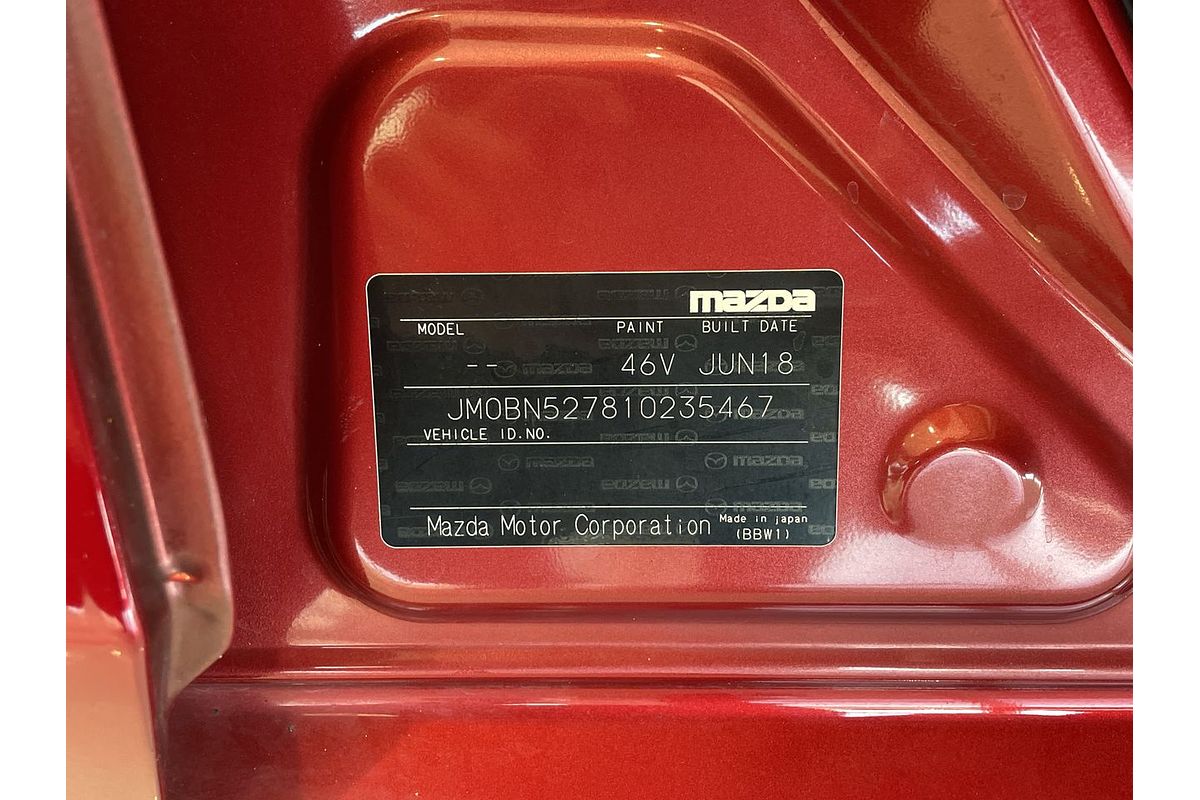 mazda
MODEL PAINT BUILT DATE
-- 46V JUN18
JM0BN527810235467
VEHICLE ID.NO.
Mazda Motor Corporation Made in japan
(BBW1)